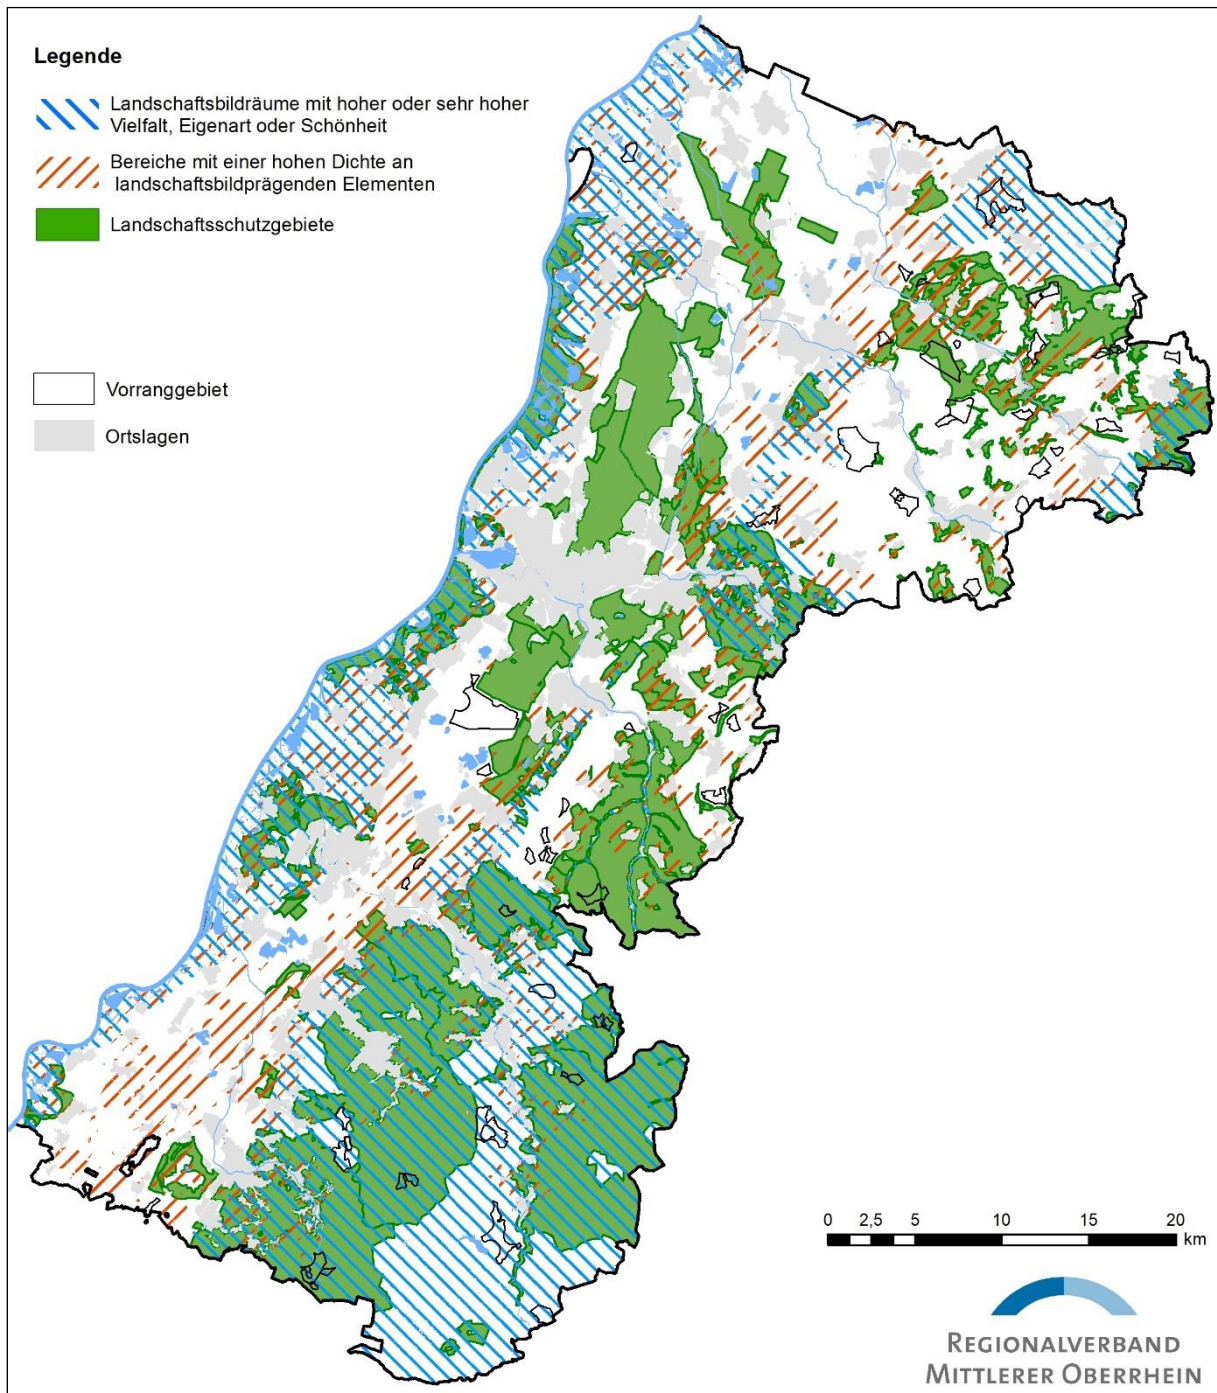 Legende
Landschaftsbildräume mit hoher oder sehr hoher
Vielfalt, Eigenart oder Schönheit
Bereiche mit einer hohen Dichte an
landschaftsbildprägenden Elementen
Landschaftsschutzgebiete
Vorranggebiet
Ortslagen
0 2,5 5 10 15 20
km
REGIONALVERBAND
MITTLERER OBERRHEIN